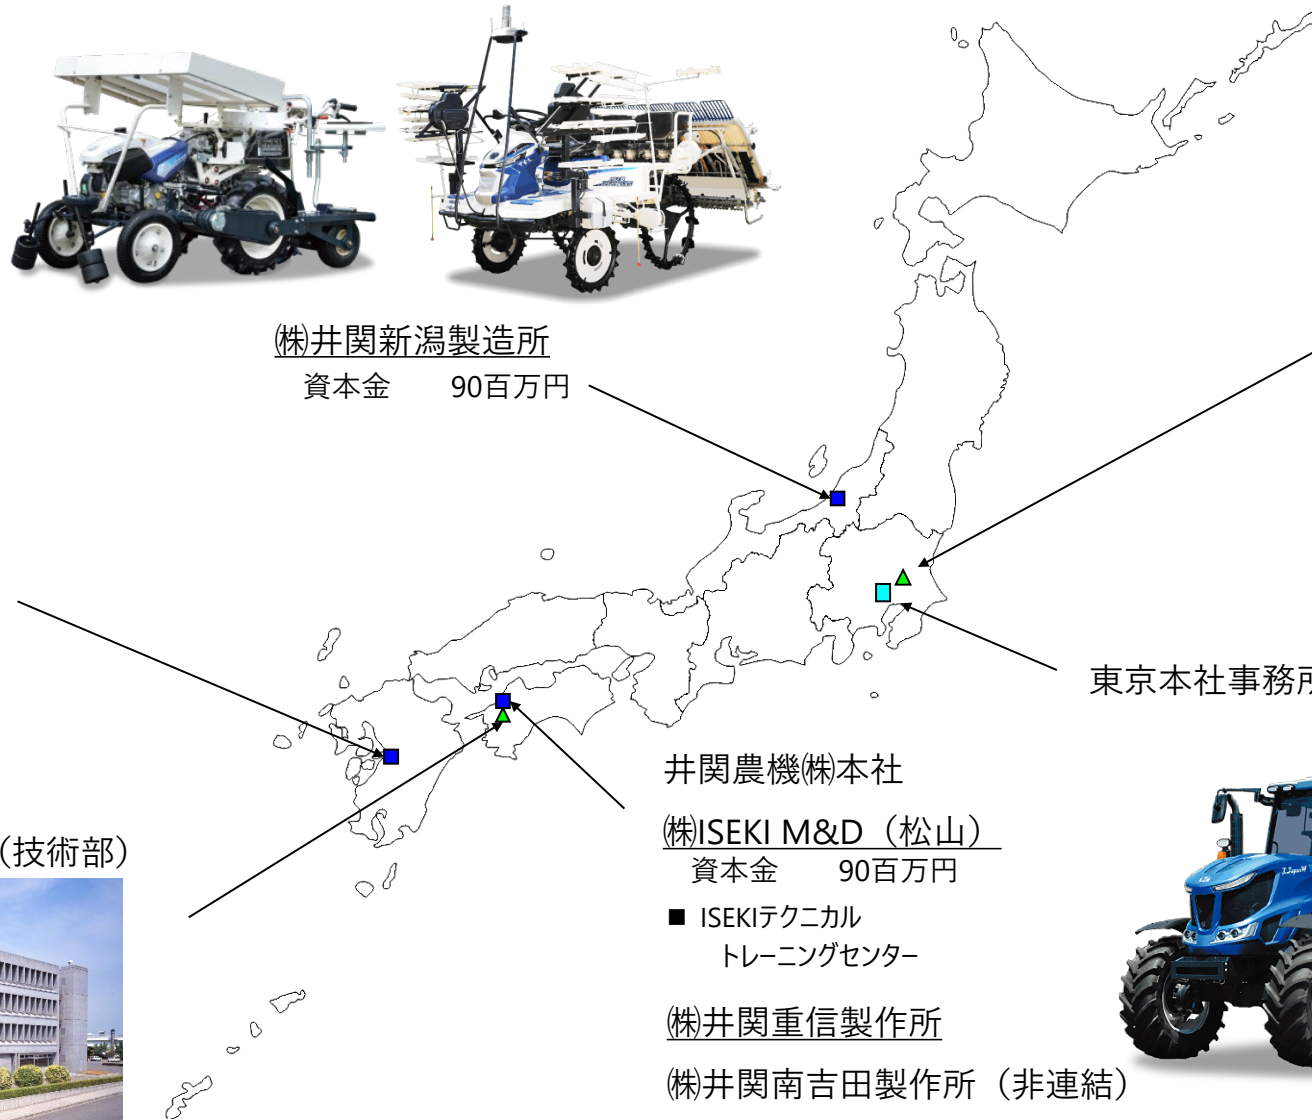 ㈱井関新潟製造所
資本金 90百万円
東京本社事務所
井関農機㈱本社
㈱ISEKI M&D（松山）
資本金 90百万円
■ ISEKIテクニカル
トレーニングセンター
㈱井関重信製作所
㈱井関南吉田製作所（非連結）
（技術部）